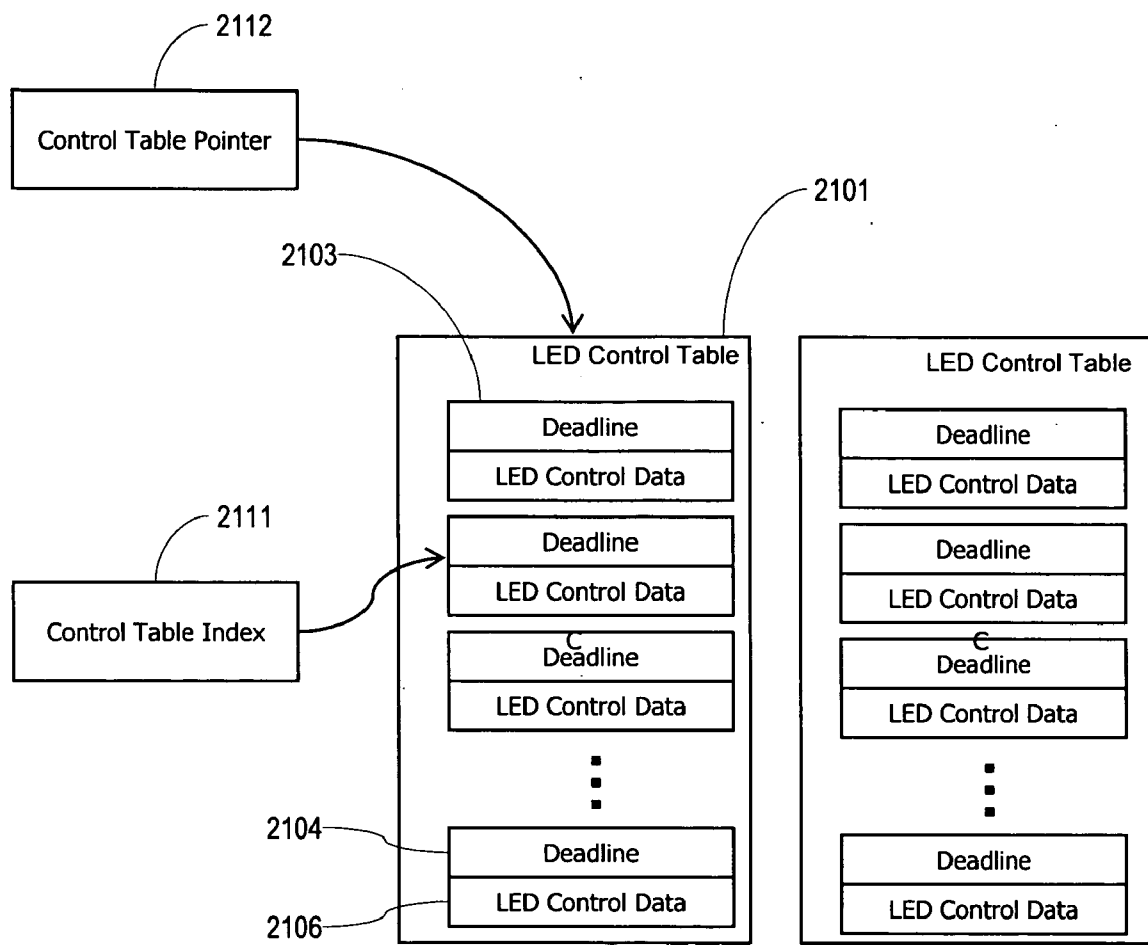 2112
Control Table Pointer
2101
2103
LED Control Table
Deadline
LED Control Data
2111
Deadline
LED Control Data
Control Table Index
C
Deadline
LED Control Data
2104
Deadline
2106
LED Control Data
LED Control Table
Deadline
LED Control Data
Deadline
LED Control Data
C
Deadline
LED Control Data
Deadline
LED Control Data